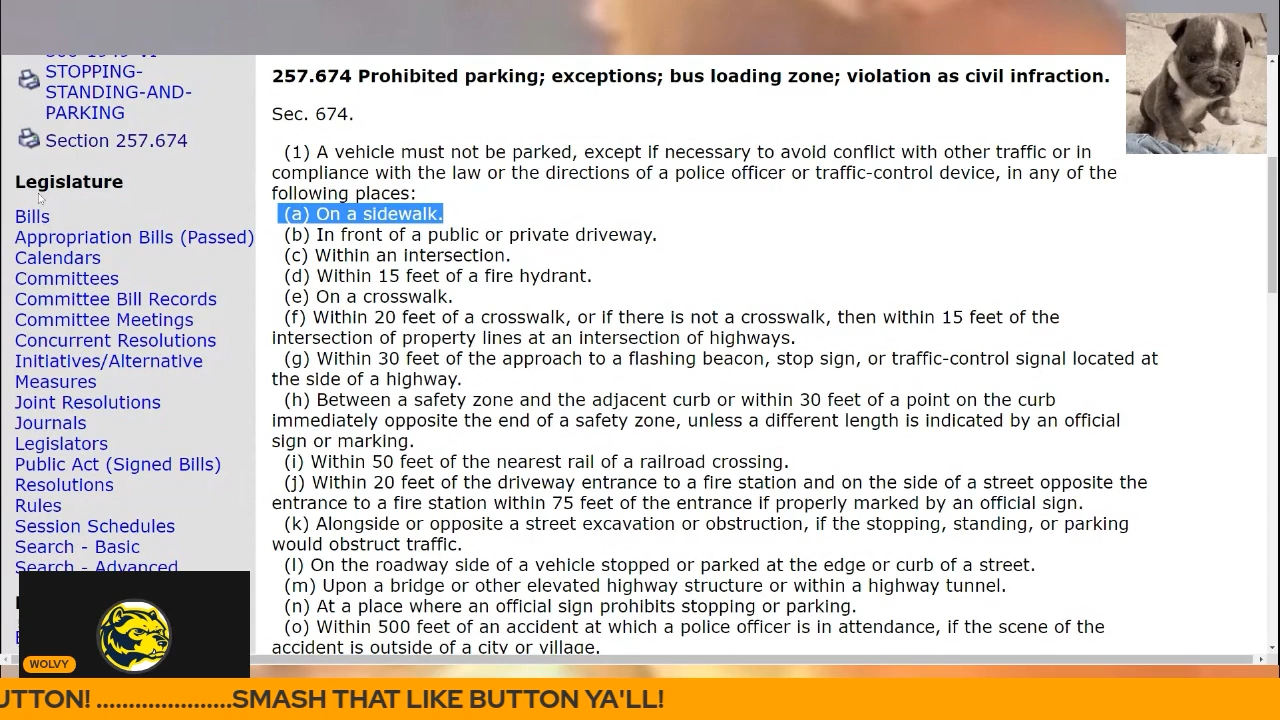 STOPPING-
STANDING-AND-
PARKING
Section 257.674
Legislature
Bills
Appropriation Bills (Passed)
Calendars
Committees
Committee Bill Records
Committee Meetings
Concurrent Resolutions
Initiatives/Alternative
Measures
Joint Resolutions
Journals
Legislators
Public Act (Signed Bills)
Resolutions
Rules
Session Schedules
Search - Basic
Search - Advanced
257.674 Prohibited parking; exceptions; bus loading zone; violation as civil infraction.
Sec. 674.
(1) A vehicle must not be parked, except if necessary to avoid conflict with other traffic or in
compliance with the law or the directions of a police officer or traffic-control device, in any of the
following places:
(a) On a sidewalk.
(b) In front of a public or private driveway.
(c) Within an intersection.
(d) Within 15 feet of a fire hydrant.
(e) On a crosswalk.
(f) Within 20 feet of a crosswalk, or if there is not a crosswalk, then within 15 feet of the
intersection of property lines at an intersection of highways.
(g) Within 30 feet of the approach to a flashing beacon, stop sign, or traffic-control signal located at
the side of a highway.
(h) Between a safety zone and the adjacent curb or within 30 feet of a point on the curb
immediately opposite the end of a safety zone, unless a different length is indicated by an official
sign or marking.
(i) Within 50 feet of the nearest rail of a railroad crossing.
(j) Within 20 feet of the driveway entrance to a fire station and on the side of a street opposite the
entrance to a fire station within 75 feet of the entrance if properly marked by an official sign.
(k) Alongside or opposite a street excavation or obstruction, if the stopping, standing, or parking
would obstruct traffic.
(l) On the roadway side of a vehicle stopped or parked at the edge or curb of a street.
(m) Upon a bridge or other elevated highway structure or within a highway tunnel.
(n) At a place where an official sign prohibits stopping or parking.
(o) Within 500 feet of an accident at which a police officer is in attendance, if the scene of the
accident is outside of a city or village.
WOLVY
UTTON! .....................SMASH THAT LIKE BUTTON YA'LL!